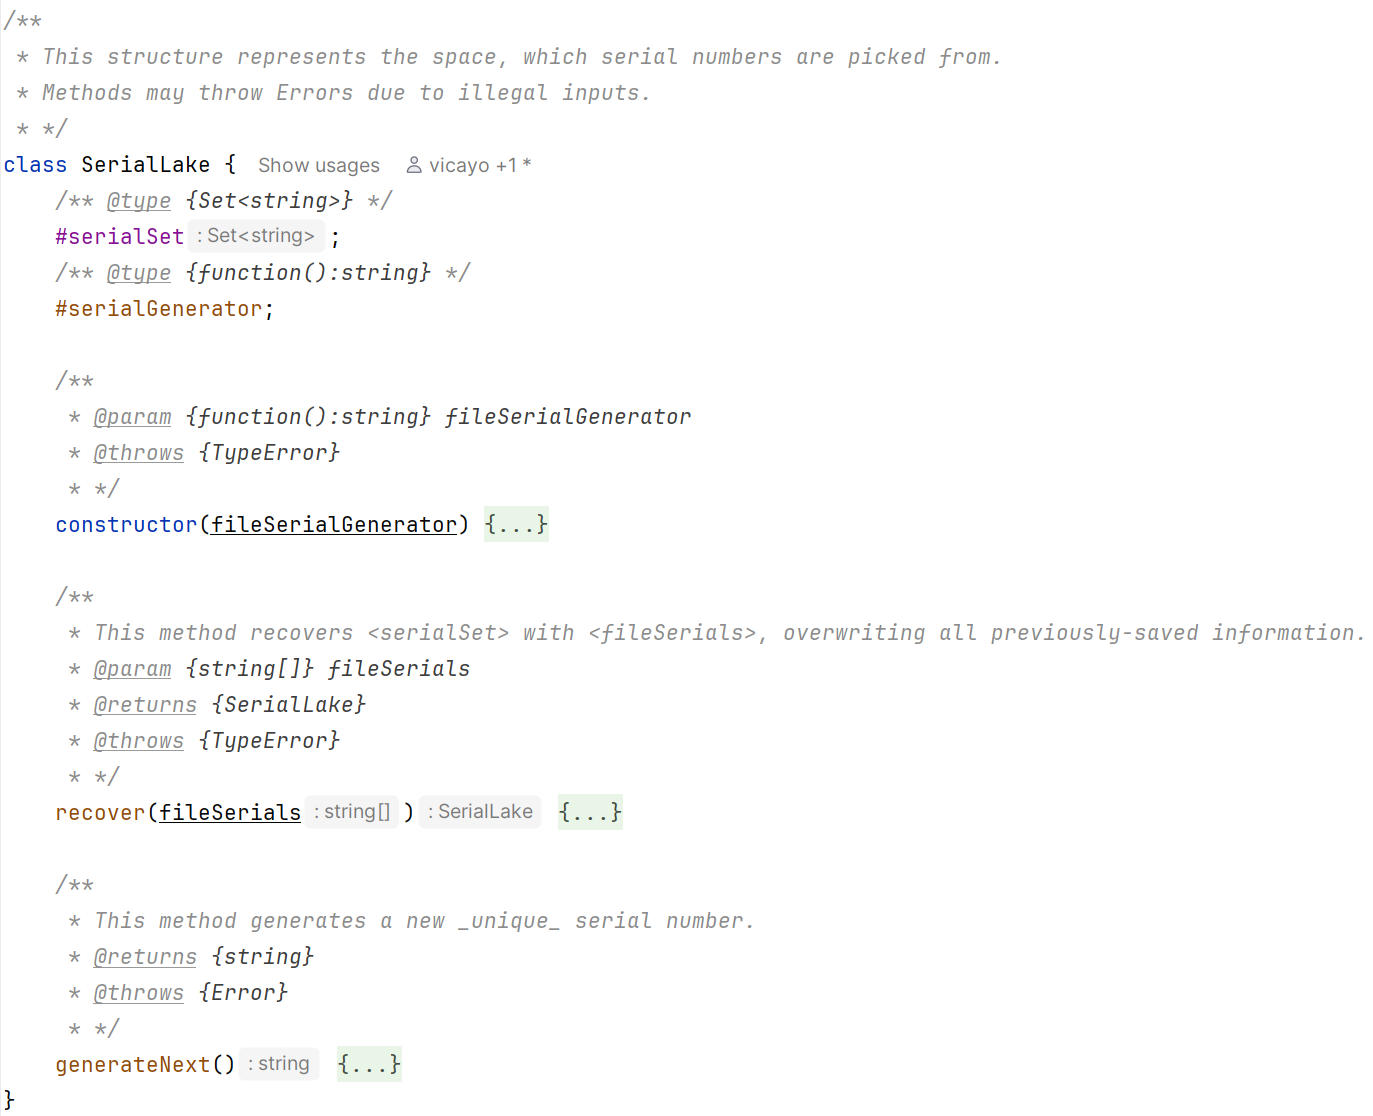 /**
 * This structure represents the space, which serial numbers are picked from.
 * Methods may throw Errors due to illegal inputs.
 * */
class SerialLake {  Show usages  vicayo +1 *
    /** @type {Set<string>} */
    #serialSet : Set<string> ;
    /** @type {function():string} */
    #serialGenerator;

    /**
     * @param {function():string} fileSerialGenerator
     * @throws {TypeError}
     * */
    constructor(fileSerialGenerator) {...}

    /**
     * This method recovers <serialSet> with <fileSerials>, overwriting all previously-saved information.
     * @param {string[]} fileSerials
     * @returns {SerialLake}
     * @throws {TypeError}
     * */
    recover(fileSerials : string[] ) : SerialLake {...}

    /**
     * This method generates a new _unique_ serial number.
     * @returns {string}
     * @throws {Error}
     * */
    generateNext() : string {...}
}